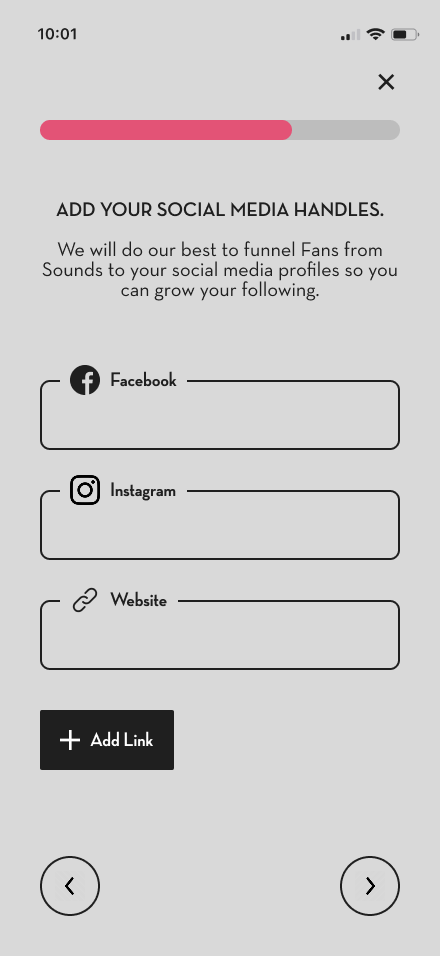 10:01
ADD YOUR SOCIAL MEDIA HANDLES.
We will do our best to funnel Fans from
Sounds to your social media profiles so you
can grow your following.
Facebook
Instagram
Website
Add Link